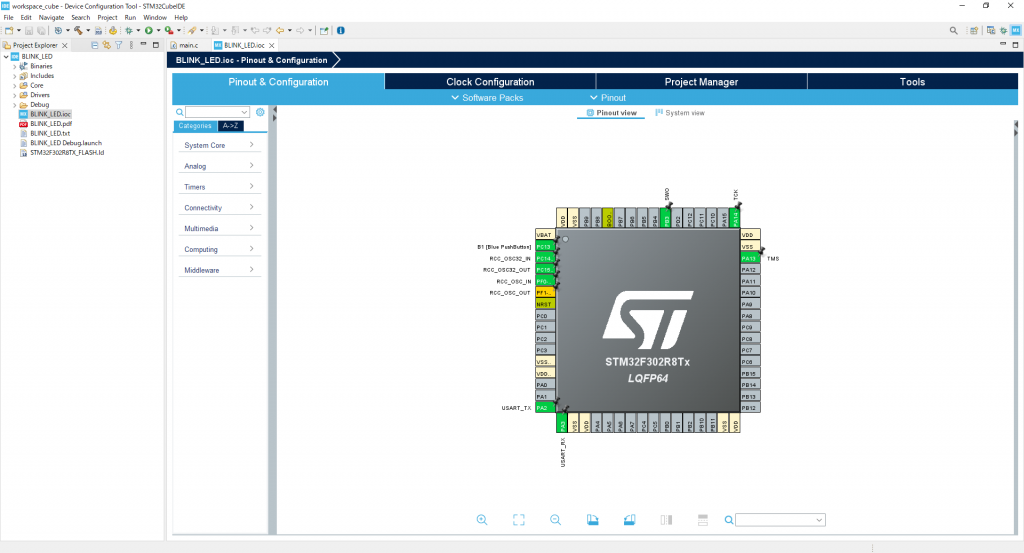 workspace_cube - Device Configuration Tool - STM32CubeIDE
File Edit Navigate Search Project Run Window Help
Project Explorer
main.c
BLINK_LED.ioc
BLINK_LED
Binaries
Includes
Core
Drivers
Debug
BLINK_LED.ioc
BLINK_LED.pdf
BLINK_LED.txt
BLINK_LED Debug.launch
STM32F302R8TX_FLASH.ld
BLINK_LED.ioc - Pinout & Configuration
Pinout & Configuration
Clock Configuration
Project Manager
Tools
Software Packs
Pinout
Pinout view
System view
Categories
A->Z
System Core
Analog
Timers
Connectivity
Multimedia
Computing
Middleware
SWO
TCK
VDD
VSS
PB9
PB8
BOO..
PB7
PB6
PB5
PB4
PB3
PD2
PC12
PC11
PC10
PA15
PA14
VBAT
B1 [Blue PushButton]
PC13
RCC_OSC32_IN
PC14
RCC_OSC32_OUT
PC15
RCC_OSC_IN
PF0-
RCC_OSC_OUT
PF1-
NRST
PC0
PC1
PC2
PC3
VSS..
VDD..
PA0
PA1
USART_TX
PA2
VDD
VSS
PA13
TMS
PA12
PA11
PA10
PA9
PA8
PC9
PC8
PC7
PC6
PB15
PB14
PB13
PB12
STM32F302R8Tx
LQFP64
PA3
VSS
VDD
PA4
PA5
PA6
PA7
PC4
PC5
PB0
PB1
PB2
PB10
PB11
VSS
VDD
USART_RX